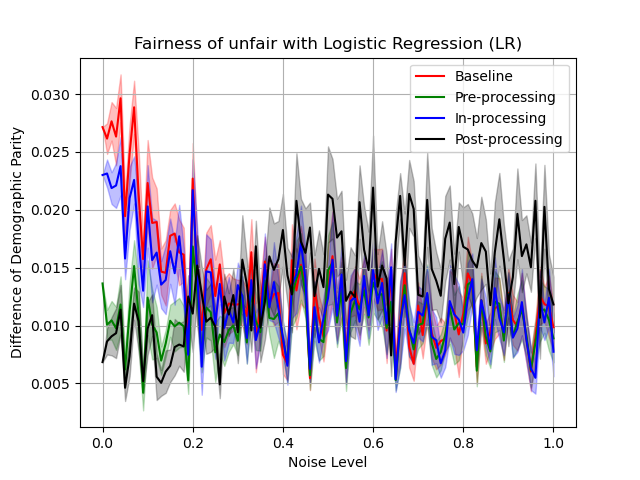 Fairness of unfair with Logistic Regression (LR)
Difference of Demographic Parity
0.030
0.025
0.020
0.015
0.010
0.005
Baseline
Pre-processing
In-processing
Post-processing
0.0 0.2 0.4 0.6 0.8 1.0
Noise Level